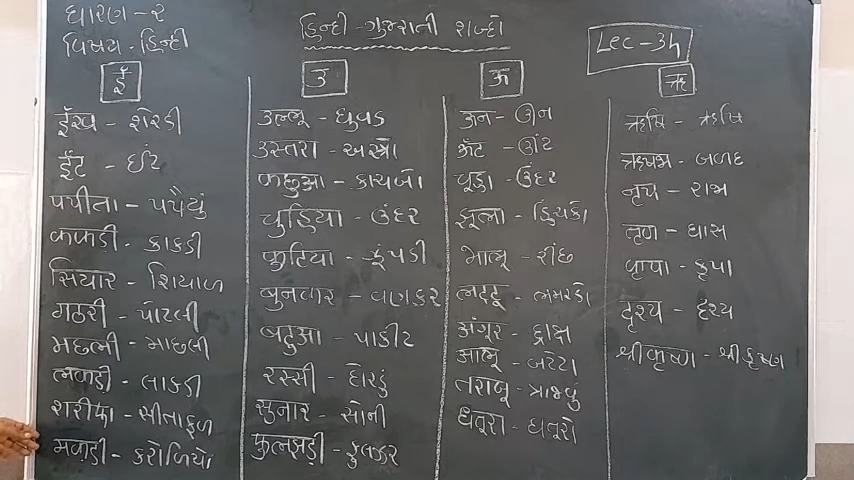 ધોરણ - ૨
વિષય - હિન્દી
હિન્દી - ગુજરાતી શબ્દો
Lec - 34
ई
ईख - શેરડી
ईंट - ઈંટ
पपीता - પપૈયું
ककड़ी - કાકડી
सियार - શિયાળ
गठरी - પોટલી
मछली - માછલી
लकड़ी - લાકડી
शरीफा - સીતાફળ
मकड़ी - કરોળિયો
उ
उल्लू - ઘુવડ
उस्तरा - અસ્ત્રો
कछुआ - કાચબો
चुहिया - ઉંદર
कुटिया - ઝૂંપડી
बुनकर - વણકર
बटुआ - પાકીટ
रस्सी - દોરડું
सुनार - સોની
फुलझड़ी - ફુલઝર
ऊ
ऊन - ઊન
ऊँट - ઊંટ
चूहा - ઉંદર
झूला - હિંચકો
भालू - રીંછ
लट्टू - ભમરડો
अंगूर - દ્રાક્ષ
आलू - બટેટા
तराजू - ત્રાજવું
धतूरा - ધતૂરો
ऋ
ऋषि - ઋષિ
ऋषभ - બળદ
नृप - રાજા
तृण - ઘાસ
कृपा - કૃપા
दृश्य - દૃશ્ય
श्रीकृष्ण - શ્રીકૃષ્ણ